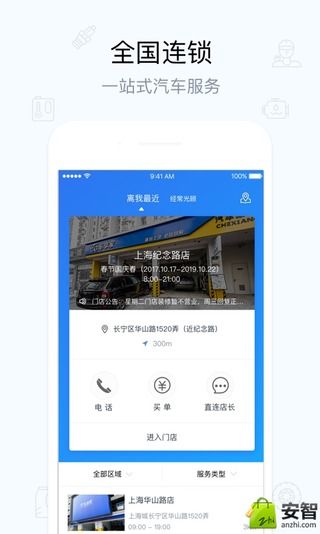 全国连锁
一站式汽车服务
9:41 AM
100%
离我最近
经常光顾
上海纪念路店
春节国庆春（2017.10.17-2019.10.22）
8:00-21:00
门店公告：星期二门店装修暂不营业，周三回复正...
长宁区华山路1520弄（近纪念路）
300m
电 话
买 单
直连店长
进入门店
全部区域
服务类型
上海华山路店
上海城长宁区华山路1520弄...
09:00 - 19:00
安智
anzhi.com